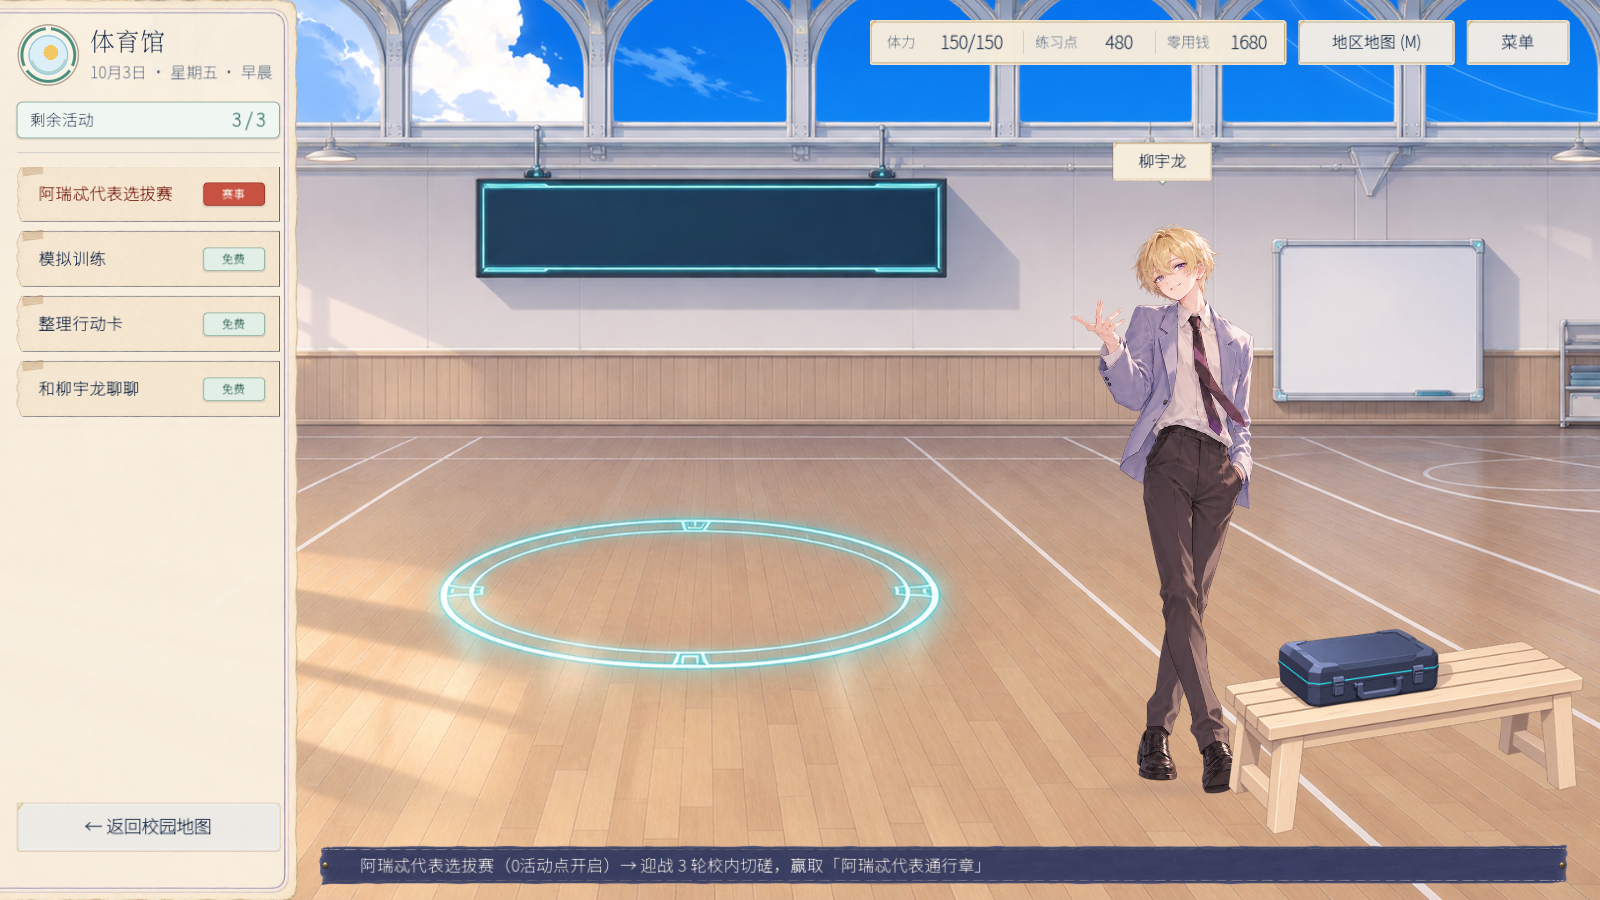 体育馆
10月3日 · 星期五 · 早晨
剩余活动 3/3
阿瑞忒代表选拔赛 赛事
模拟训练 免费
整理行动卡 免费
和柳宇龙聊聊 免费
← 返回校园地图
体力 150/150 练习点 480 零用钱 1680
地区地图 (M)
菜单
柳宇龙
阿瑞忒代表选拔赛（0活动点开启）→ 迎战 3 轮校内切磋，赢取「阿瑞忒代表通行章」